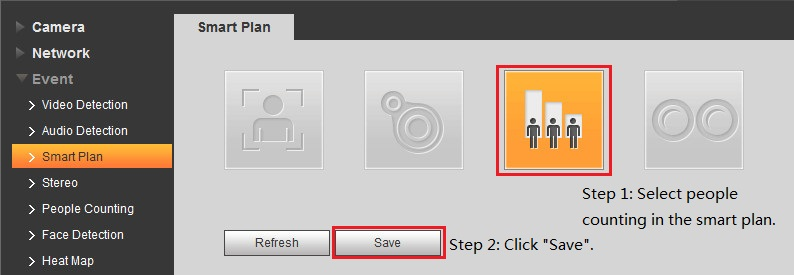 Camera
Network
Event
Video Detection
Audio Detection
Smart Plan
Stereo
People Counting
Face Detection
Heat Map
Smart Plan
Step 1: Select people
counting in the smart plan.
Refresh
Save
Step 2: Click "Save".